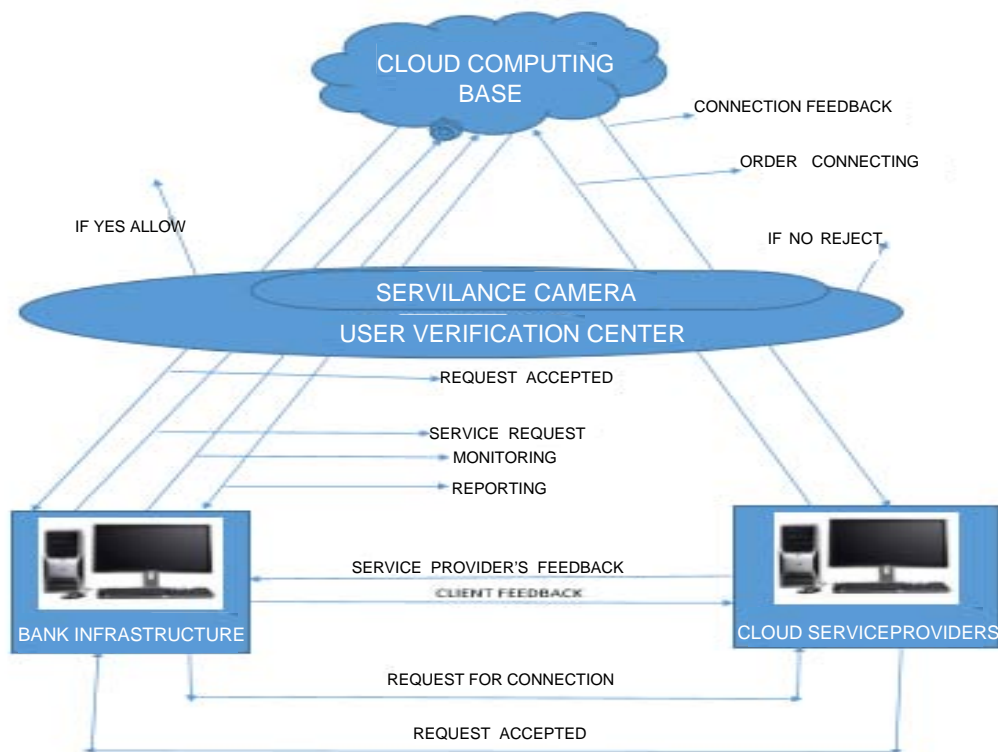 CLOUD COMPUTING
BASE
CONNECTION FEEDBACK
ORDER CONNECTING
IF YES ALLOW
IF NO REJECT
SERVILANCE CAMERA
USER VERIFICATION CENTER
REQUEST ACCEPTED
SERVICE REQUEST
MONITORING
REPORTING
SERVICE PROVIDER'S FEEDBACK
CLIENT FEEDBACK
BANK INFRASTRUCTURE
CLOUD SERVICEPROVIDERS
REQUEST FOR CONNECTION
REQUEST ACCEPTED